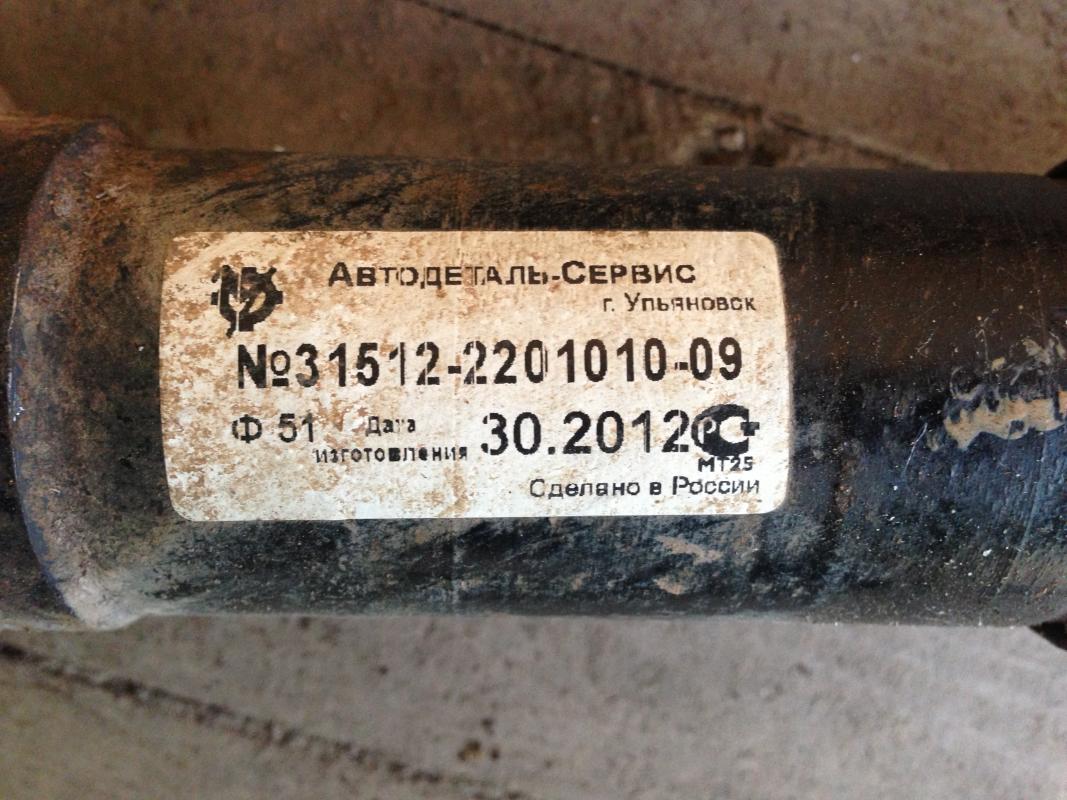 Автодеталь-Сервис
г. Ульяновск
№31512-2201010-09
Ф 51 Дата изготовления 30.2012
МТ25
Сделано в России